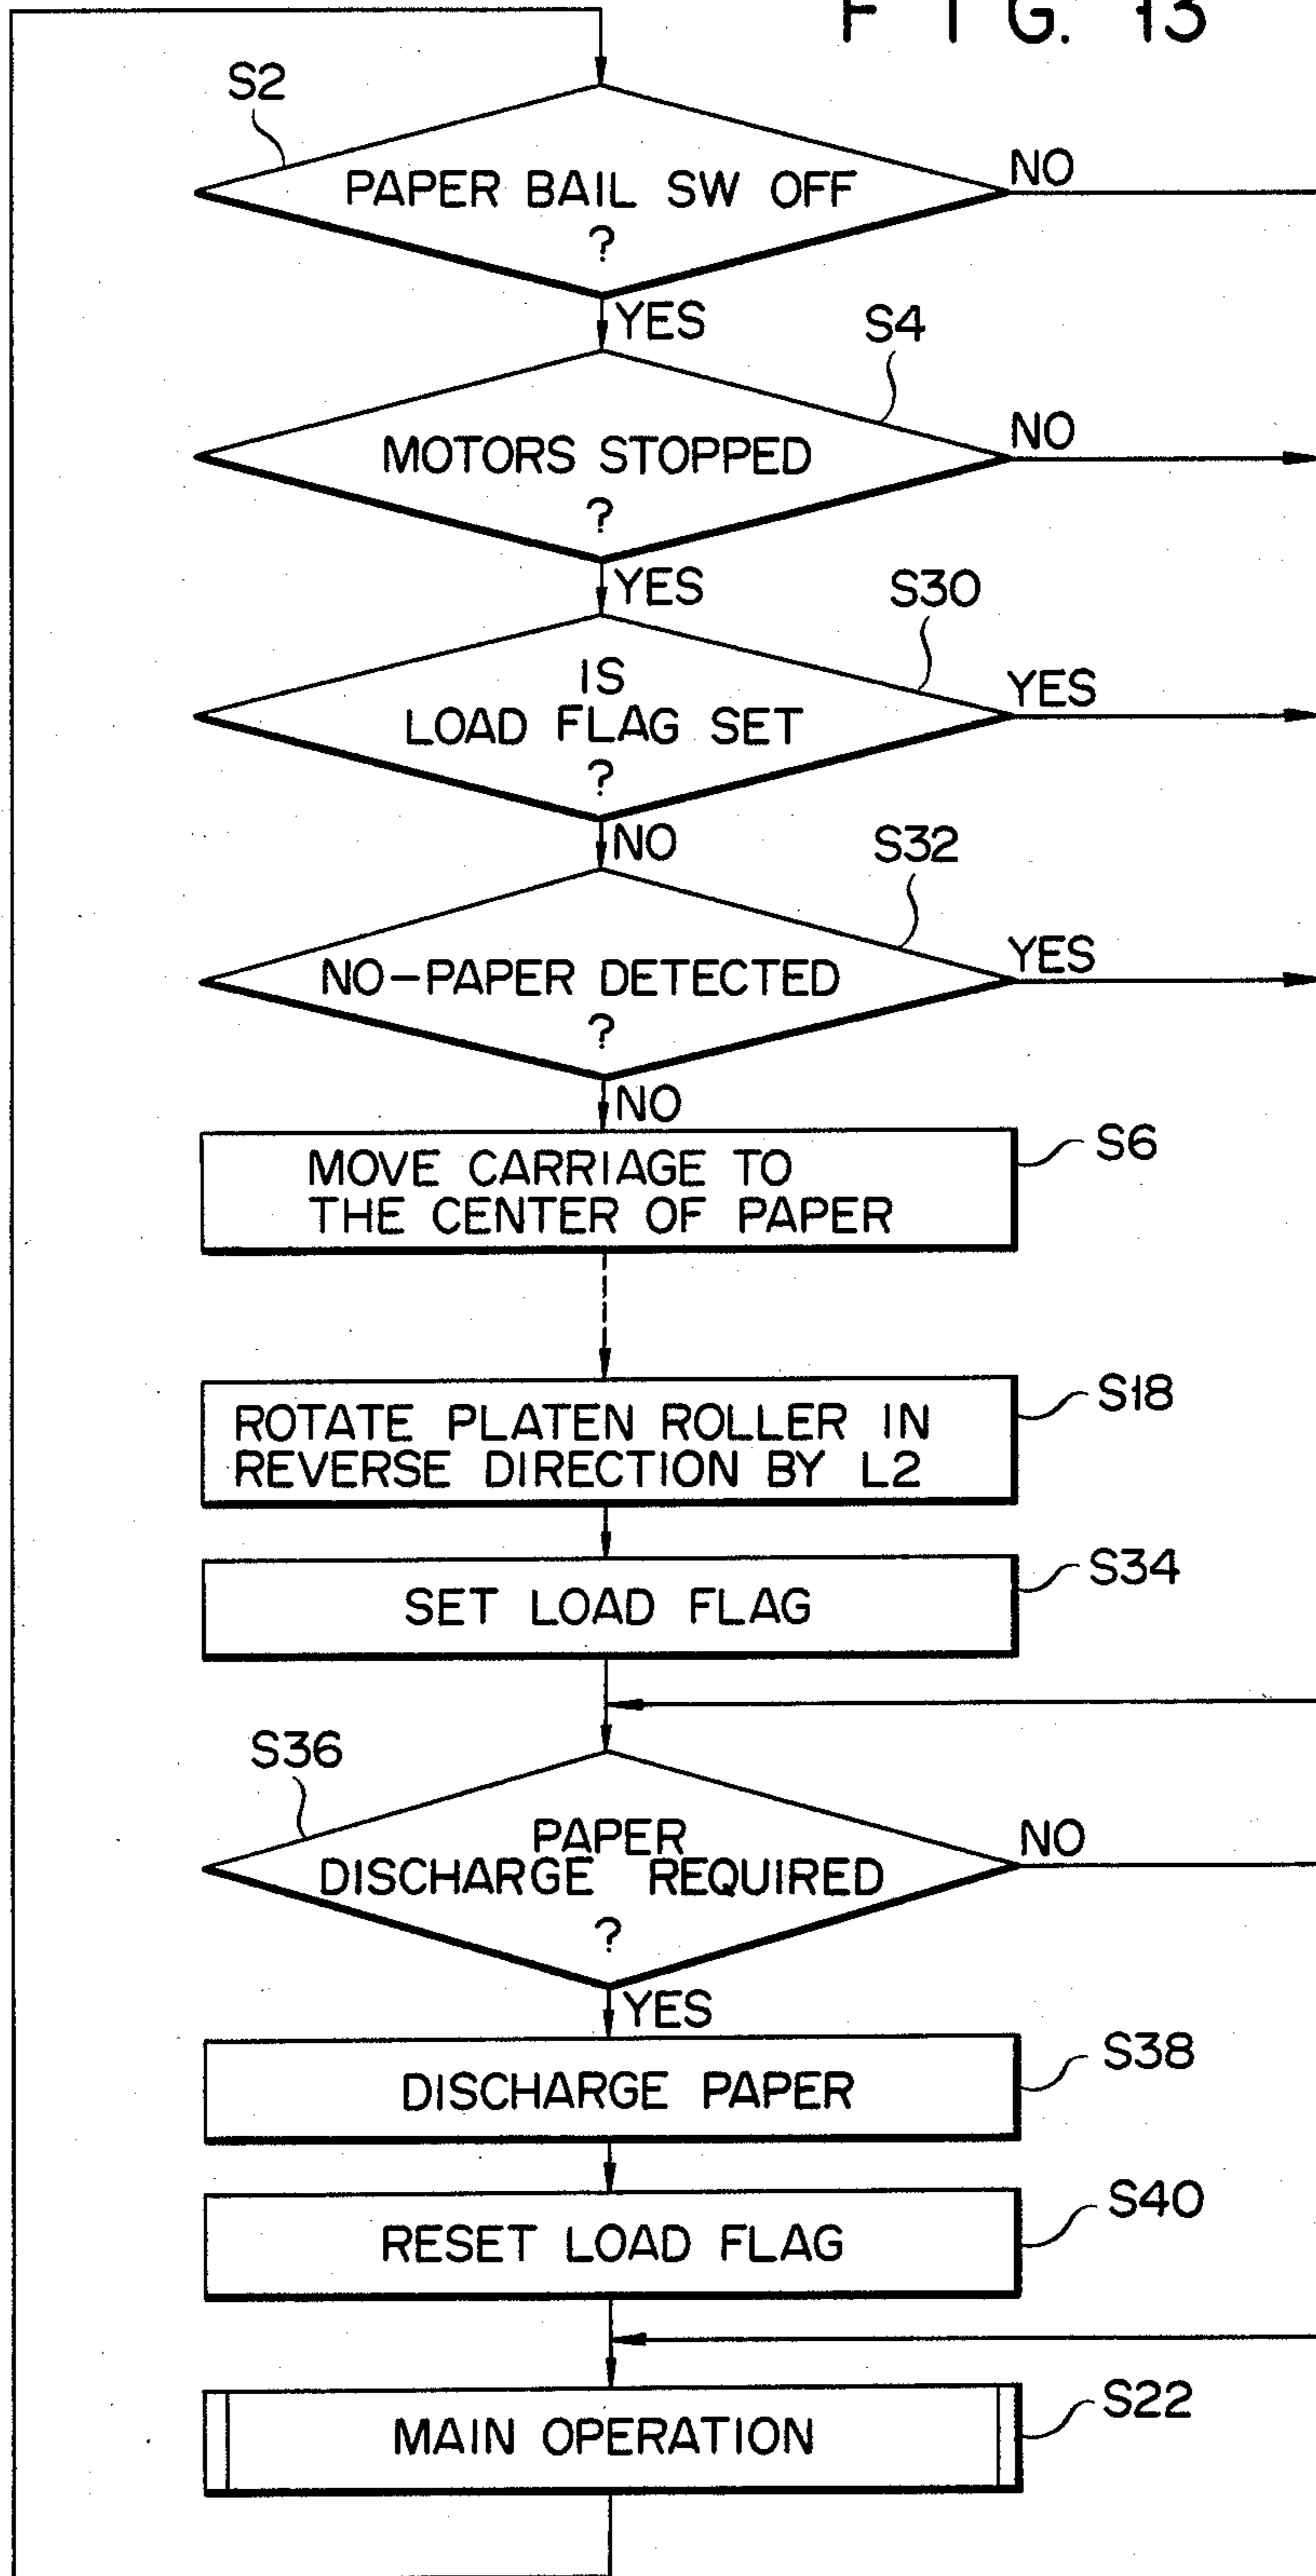 FIG. 13
S2
PAPER BAIL SW OFF
?
NO
YES
S4
MOTORS STOPPED
?
NO
YES
S30
IS
LOAD FLAG SET
?
YES
NO
S32
NO-PAPER DETECTED
?
YES
NO
MOVE CARRIAGE TO
THE CENTER OF PAPER
S6
ROTATE PLATEN ROLLER IN
REVERSE DIRECTION BY L2
S18
SET LOAD FLAG
S34
S36
PAPER
DISCHARGE REQUIRED
?
NO
YES
DISCHARGE PAPER
S38
RESET LOAD FLAG
S40
MAIN OPERATION
S22